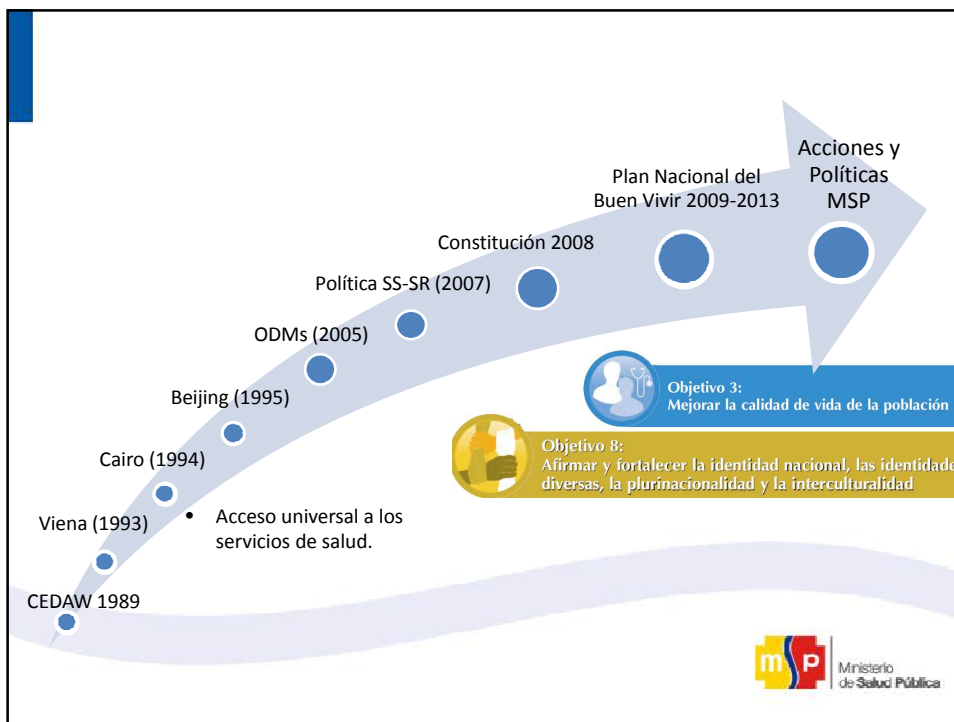 Acciones y
Políticas
MSP
Plan Nacional del
Buen Vivir 2009-2013
Constitución 2008
Política SS-SR (2007)
ODMs (2005)
Beijing (1995)
Cairo (1994)
Viena (1993)
CEDAW 1989
• Acceso universal a los
servicios de salud.
Objetivo 3:
Mejorar la calidad de vida de la población
Objetivo 8:
Afirmar y fortalecer la identidad nacional, las identidade
diversas, la plurinacionalidad y la interculturalidad
msp
Ministerio
de Salud Pública